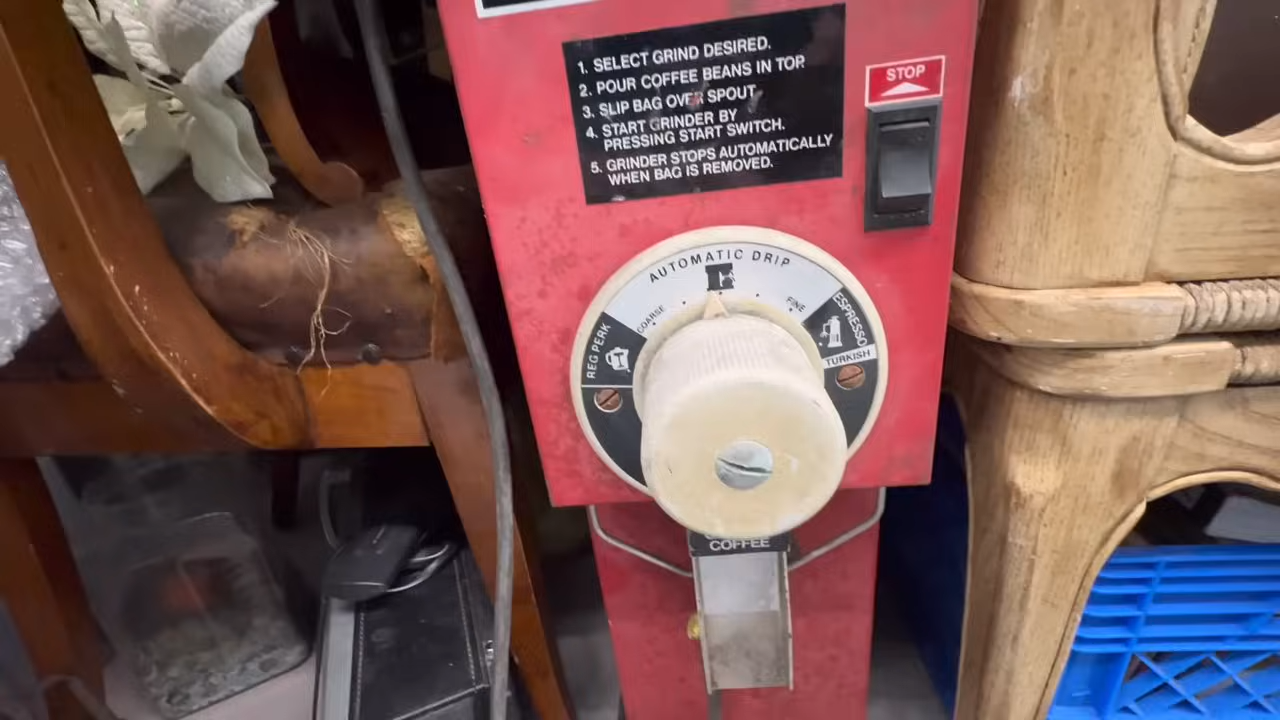 1. SELECT GRIND DESIRED.
2. POUR COFFEE BEANS IN TOP
3. SLIP BAG OVER SPOUT
4. START GRINDER BY
PRESSING START SWITCH.
5. GRINDER STOPS AUTOMATICALLY
WHEN BAG IS REMOVED.
STOP
AUTOMATIC DRIP
COARSE
FINE
REG PERK
ESPRESSO
TURKISH
COFFEE